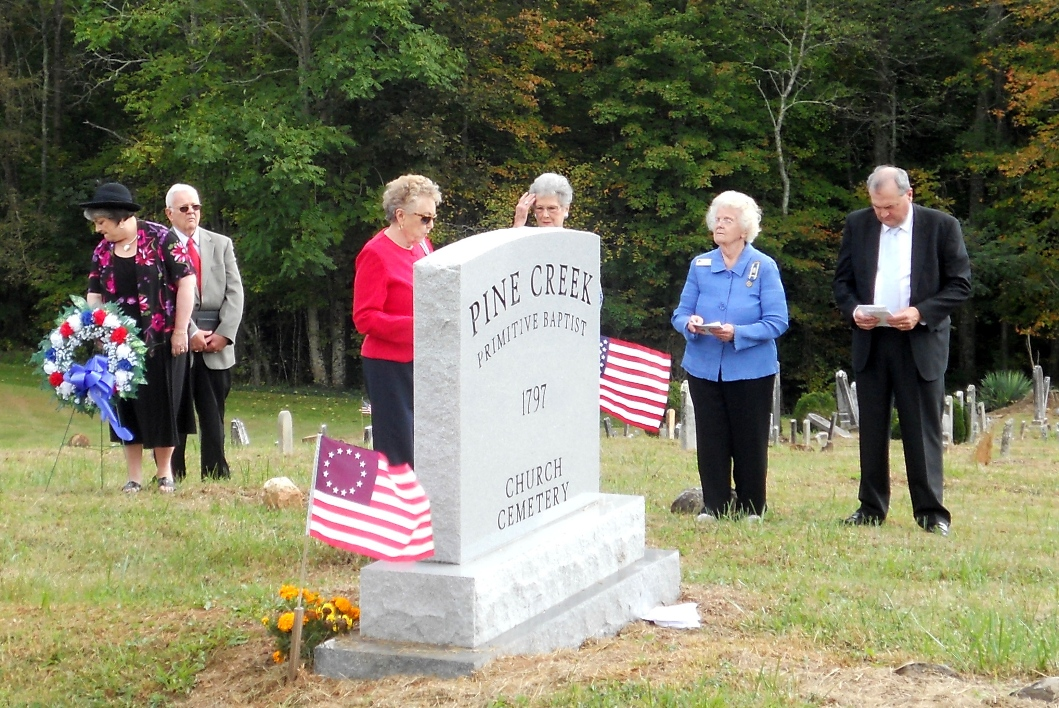 PINE CREEK
PRIMITIVE BAPTIST
1797
CHURCH
CEMETERY